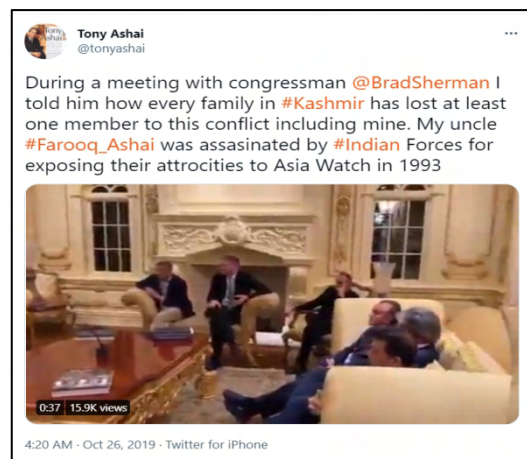 Tony Ashai
@tonyashai
During a meeting with congressman @BradSherman I
told him how every family in #Kashmir has lost at least
one member to this conflict including mine. My uncle
#Farooq_Ashai was assasinated by #Indian Forces for
exposing their attrocities to Asia Watch in 1993
0:37 15.9K views
4:20 AM · Oct 26, 2019 · Twitter for iPhone